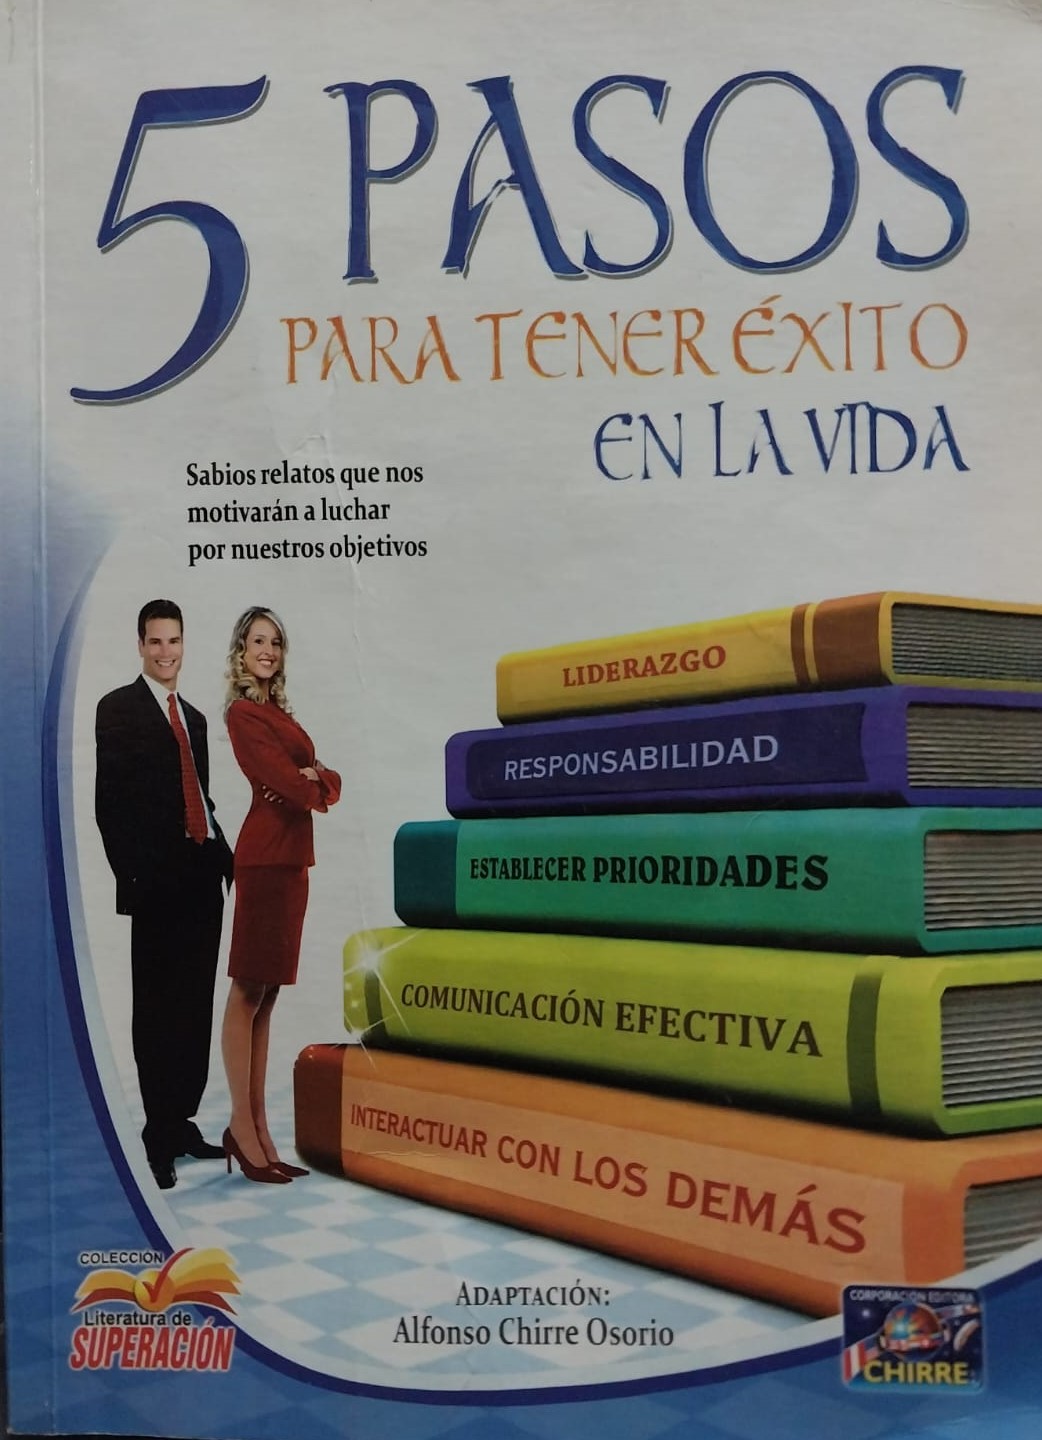 5 PASOS
PARA TENER ÉXITO
EN LA VIDA
Sabios relatos que nos
motivarán a luchar
por nuestros objetivos
LIDERAZGO
RESPONSABILIDAD
ESTABLECER PRIORIDADES
COMUNICACIÓN EFECTIVA
INTERACTUAR CON LOS DEMÁS
COLECCIÓN
Literatura de
SUPERACIÓN
ADAPTACIÓN:
Alfonso Chirre Osorio
CORPORACIÓN EDITORA
CHIRRE